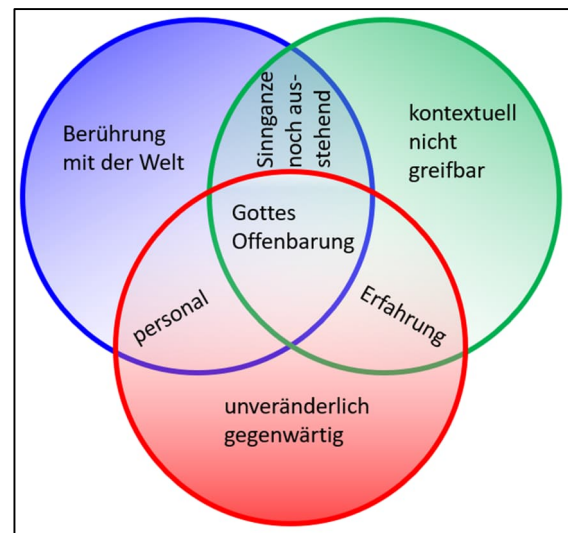 Sinnganze
noch aus-
stehend
Berührung
mit der Welt
kontextuell
nicht
greifbar
Gottes
Offenbarung
personal
Erfahrung
unveränderlich
gegenwärtig